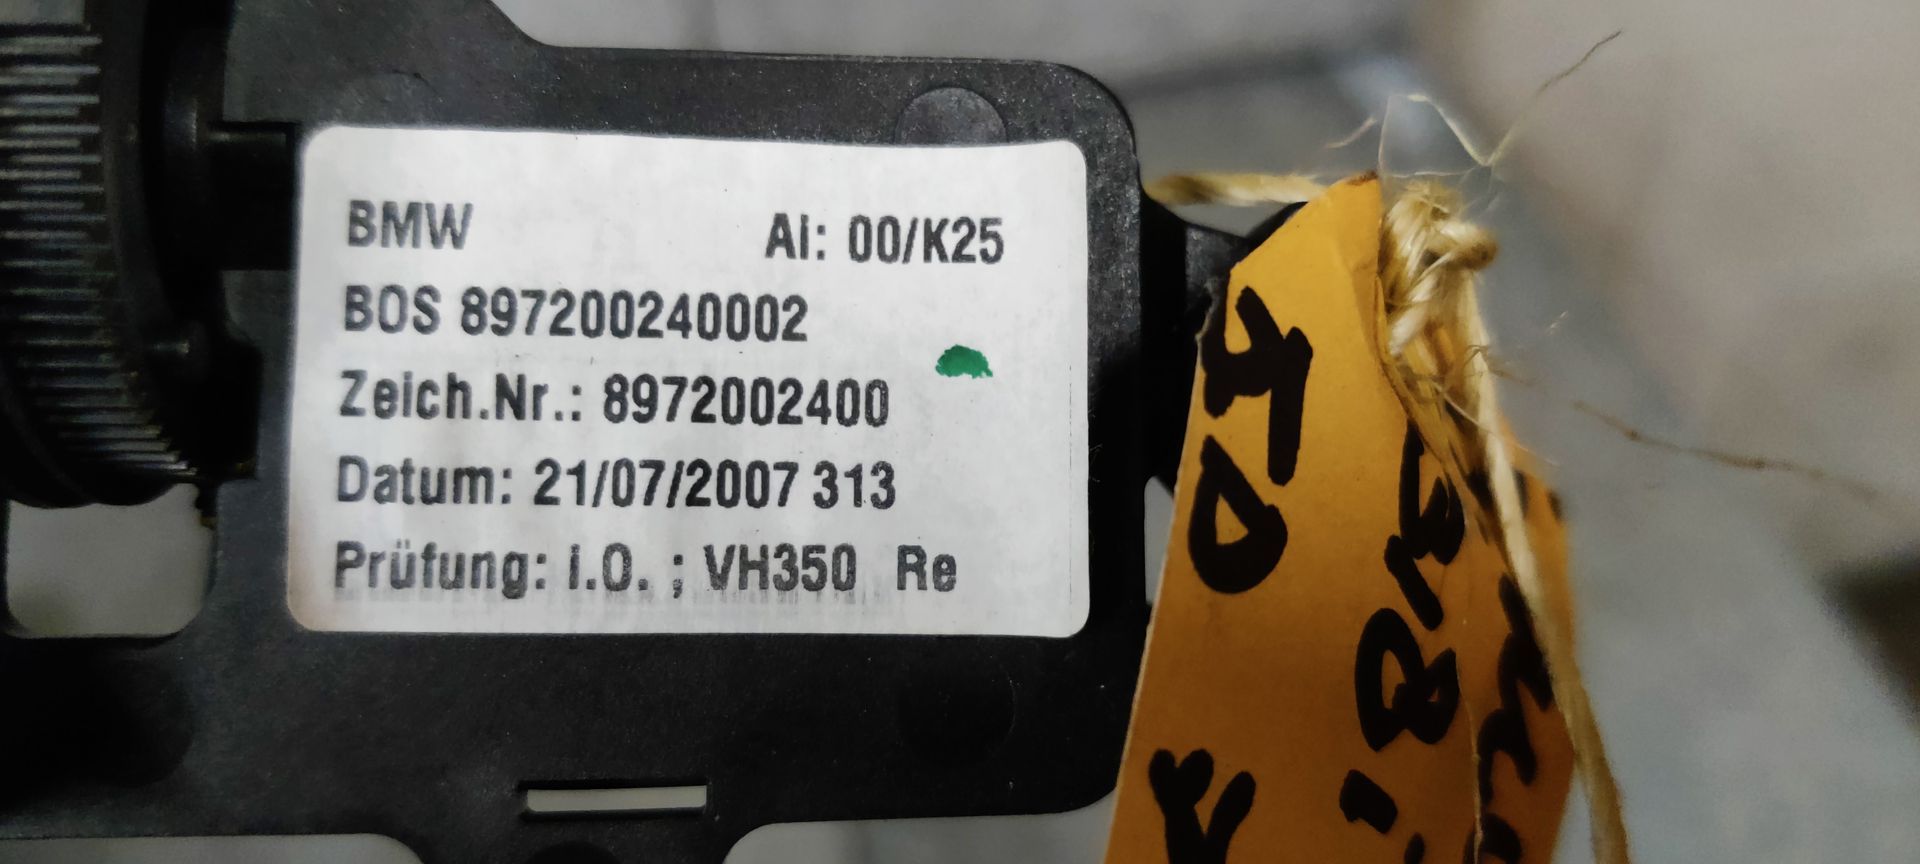 BMW AI: 00/K25
BOS 897200240002
Zeich.Nr.: 8972002400
Datum: 21/07/2007 313
Prüfung: I.O. ; VH350 Re